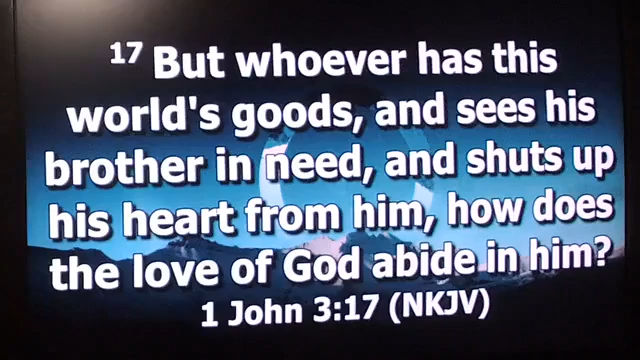 17 But whoever has this
world's goods, and sees his
brother in need, and shuts up
his heart from him, how does
the love of God abide in him?
1 John 3:17 (NKJV)